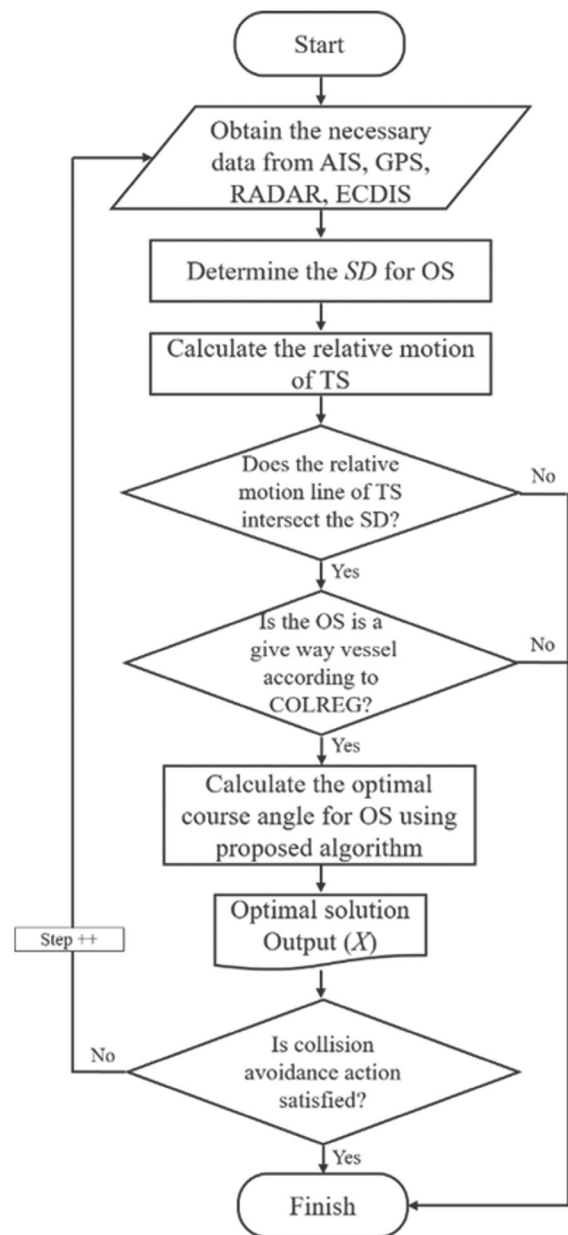 Start
Obtain the necessary
data from AIS, GPS,
RADAR, ECDIS
Determine the SD for OS
Calculate the relative motion
of TS
Does the relative
motion line of TS
intersect the SD?
No
Yes
Is the OS is a
give way vessel
according to
COLREG?
No
Yes
Calculate the optimal
course angle for OS using
proposed algorithm
Optimal solution
Output (X)
Step ++
Is collision
avoidance action
satisfied?
No
Yes
Finish